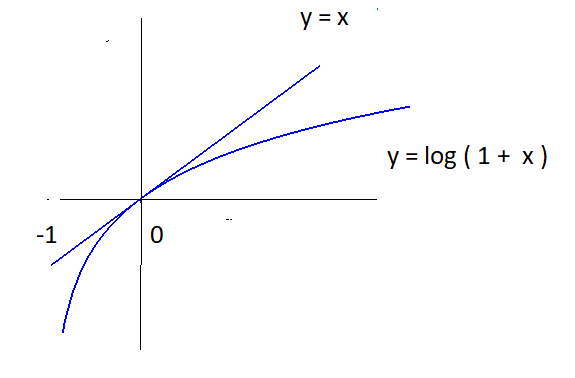 y = x
y = log ( 1 + x )
-1
0